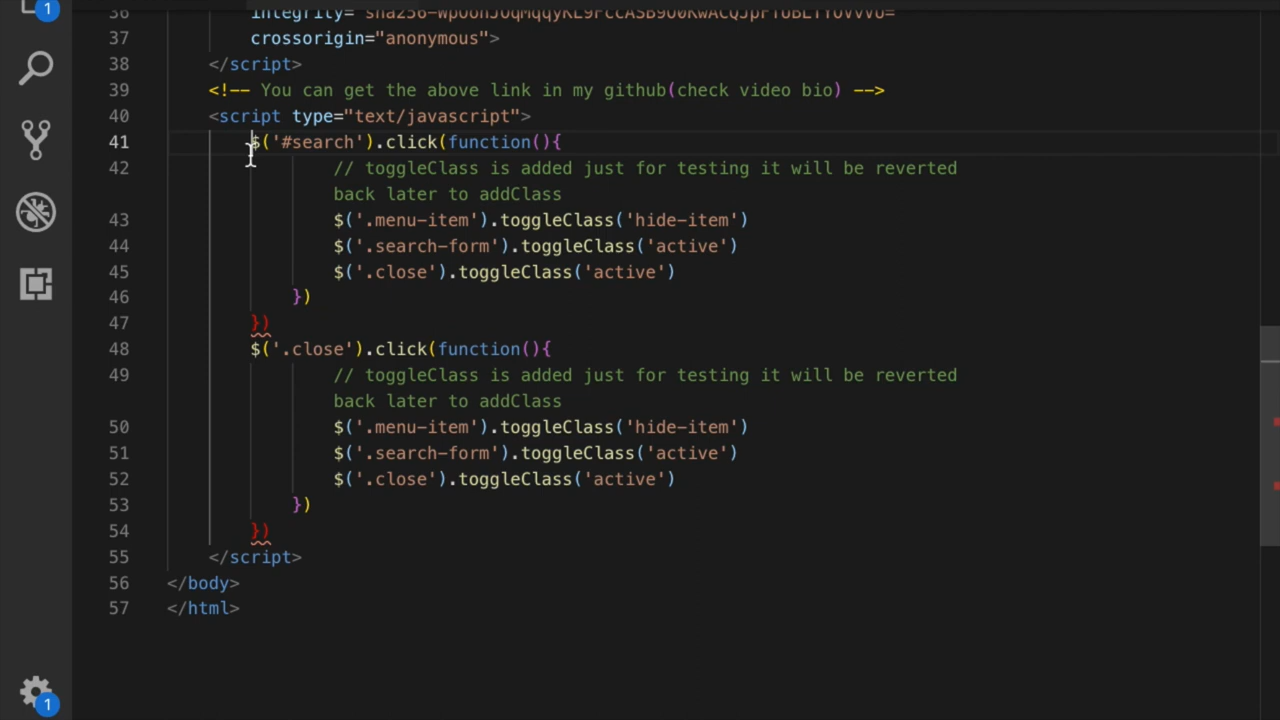 1
36
37 crossorigin="anonymous">
38 </script>
39 <!-- You can get the above link in my github(check video bio) -->
40 <script type="text/javascript">
41 $('#search').click(function(){
42 // toggleClass is added just for testing it will be reverted
back later to addClass
43 $('.menu-item').toggleClass('hide-item')
44 $('.search-form').toggleClass('active')
45 $('.close').toggleClass('active')
46 })
47 })
48 $('.close').click(function(){
49 // toggleClass is added just for testing it will be reverted
back later to addClass
50 $('.menu-item').toggleClass('hide-item')
51 $('.search-form').toggleClass('active')
52 $('.close').toggleClass('active')
53 })
54 })
55 </script>
56 </body>
57 </html>
1